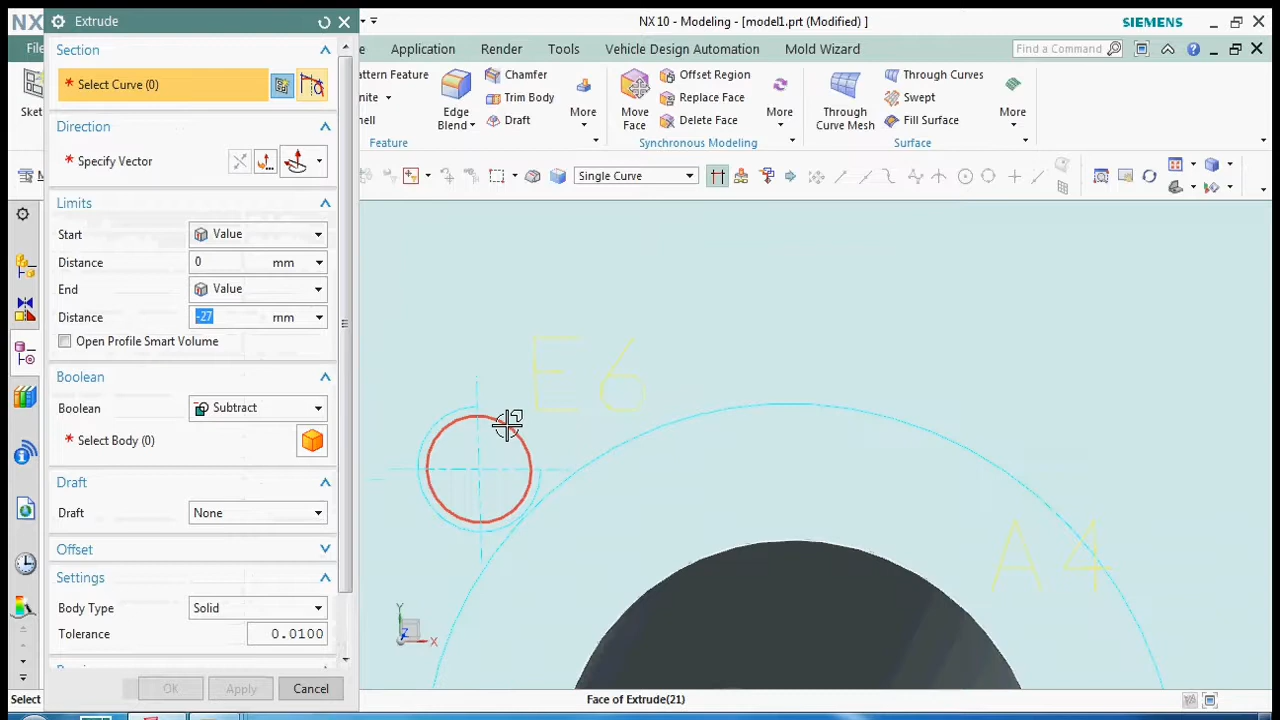 NX
Extrude
NX 10 - Modeling - [model1.prt (Modified) ]
SIEMENS
File
Application
Render
Tools
Vehicle Design Automation
Mold Wizard
Find a Command
Section
* Select Curve (0)
Direction
* Specify Vector
Limits
Start
Value
Distance
0
mm
End
Value
Distance
-27
mm
Open Profile Smart Volume
Boolean
Boolean
Subtract
* Select Body (0)
Draft
Draft
None
Offset
Settings
Body Type
Solid
Tolerance
0.0100
OK
Apply
Cancel
attern Feature
Chamfer
Trim Body
Draft
Edge
Blend
More
Feature
Move
Face
Offset Region
Replace Face
Delete Face
More
Synchronous Modeling
Through
Curve Mesh
Through Curves
Swept
Fill Surface
More
Surface
Single Curve
E6
A4
Y
Z
X
Select
Face of Extrude(21)